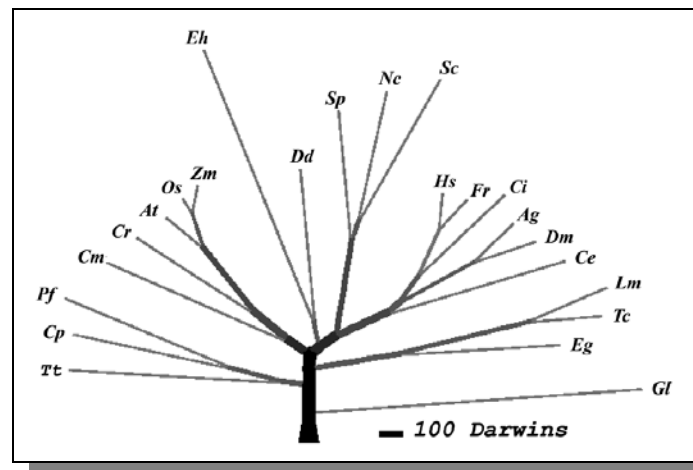 Eh
Sc
Nc
Sp
Dd
Zm
Os
Hs
Fr
Ci
At
Ag
Cr
Dm
Cm
Ce
Lm
Pf
Tc
Cp
Eg
Tt
Gl
100 Darwins